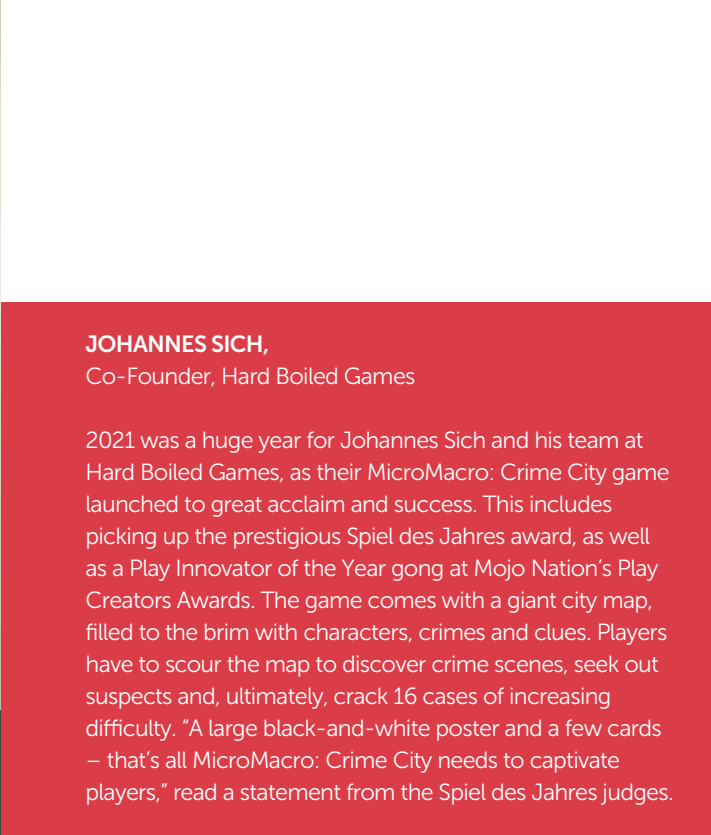 JOHANNES SICH,
Co-Founder, Hard Boiled Games
2021 was a huge year for Johannes Sich and his team at
Hard Boiled Games, as their MicroMacro: Crime City game
launched to great acclaim and success. This includes
picking up the prestigious Spiel des Jahres award, as well
as a Play Innovator of the Year gong at Mojo Nation’s Play
Creators Awards. The game comes with a giant city map,
filled to the brim with characters, crimes and clues. Players
have to scour the map to discover crime scenes, seek out
suspects and, ultimately, crack 16 cases of increasing
difficulty. “A large black-and-white poster and a few cards
– that’s all MicroMacro: Crime City needs to captivate
players,” read a statement from the Spiel des Jahres judges.